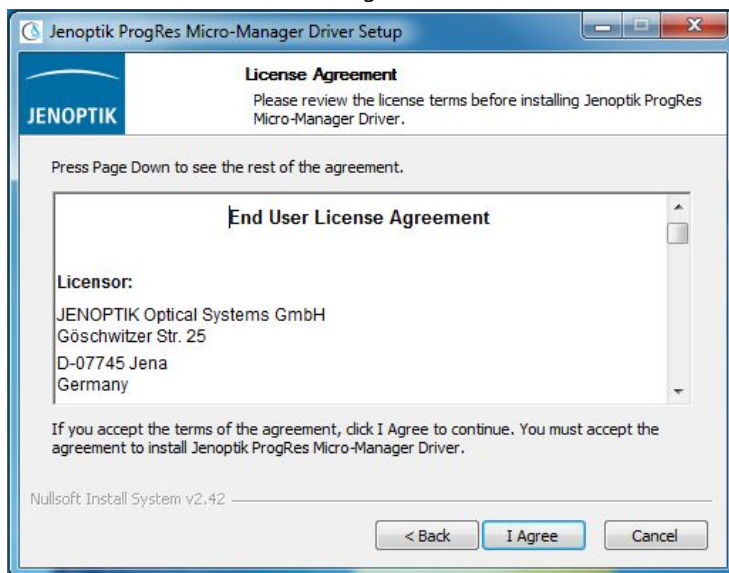 Jenoptik ProgRes Micro-Manager Driver Setup
License Agreement
Please review the license terms before installing Jenoptik ProgRes
Micro-Manager Driver.
JENOPTIK
Press Page Down to see the rest of the agreement.
End User License Agreement
Licensor:
JENOPTIK Optical Systems GmbH
Göschwitzer Str. 25
D-07745 Jena
Germany
If you accept the terms of the agreement, click I Agree to continue. You must accept the
agreement to install Jenoptik ProgRes Micro-Manager Driver.
Nullsoft Install System v2.42
< Back I Agree Cancel